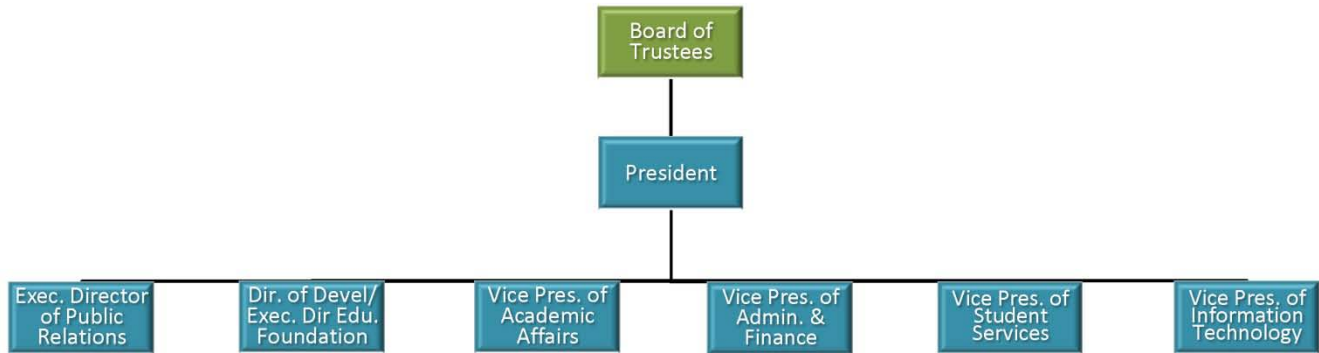 Board of
Trustees
President
Exec. Director
of Public
Relations
Dir. of Devel/
Exec. Dir Edu.
Foundation
Vice Pres. of
Academic
Affairs
Vice Pres. of
Admin. &
Finance
Vice Pres. of
Student
Services
Vice Pres. of
Information
Technology